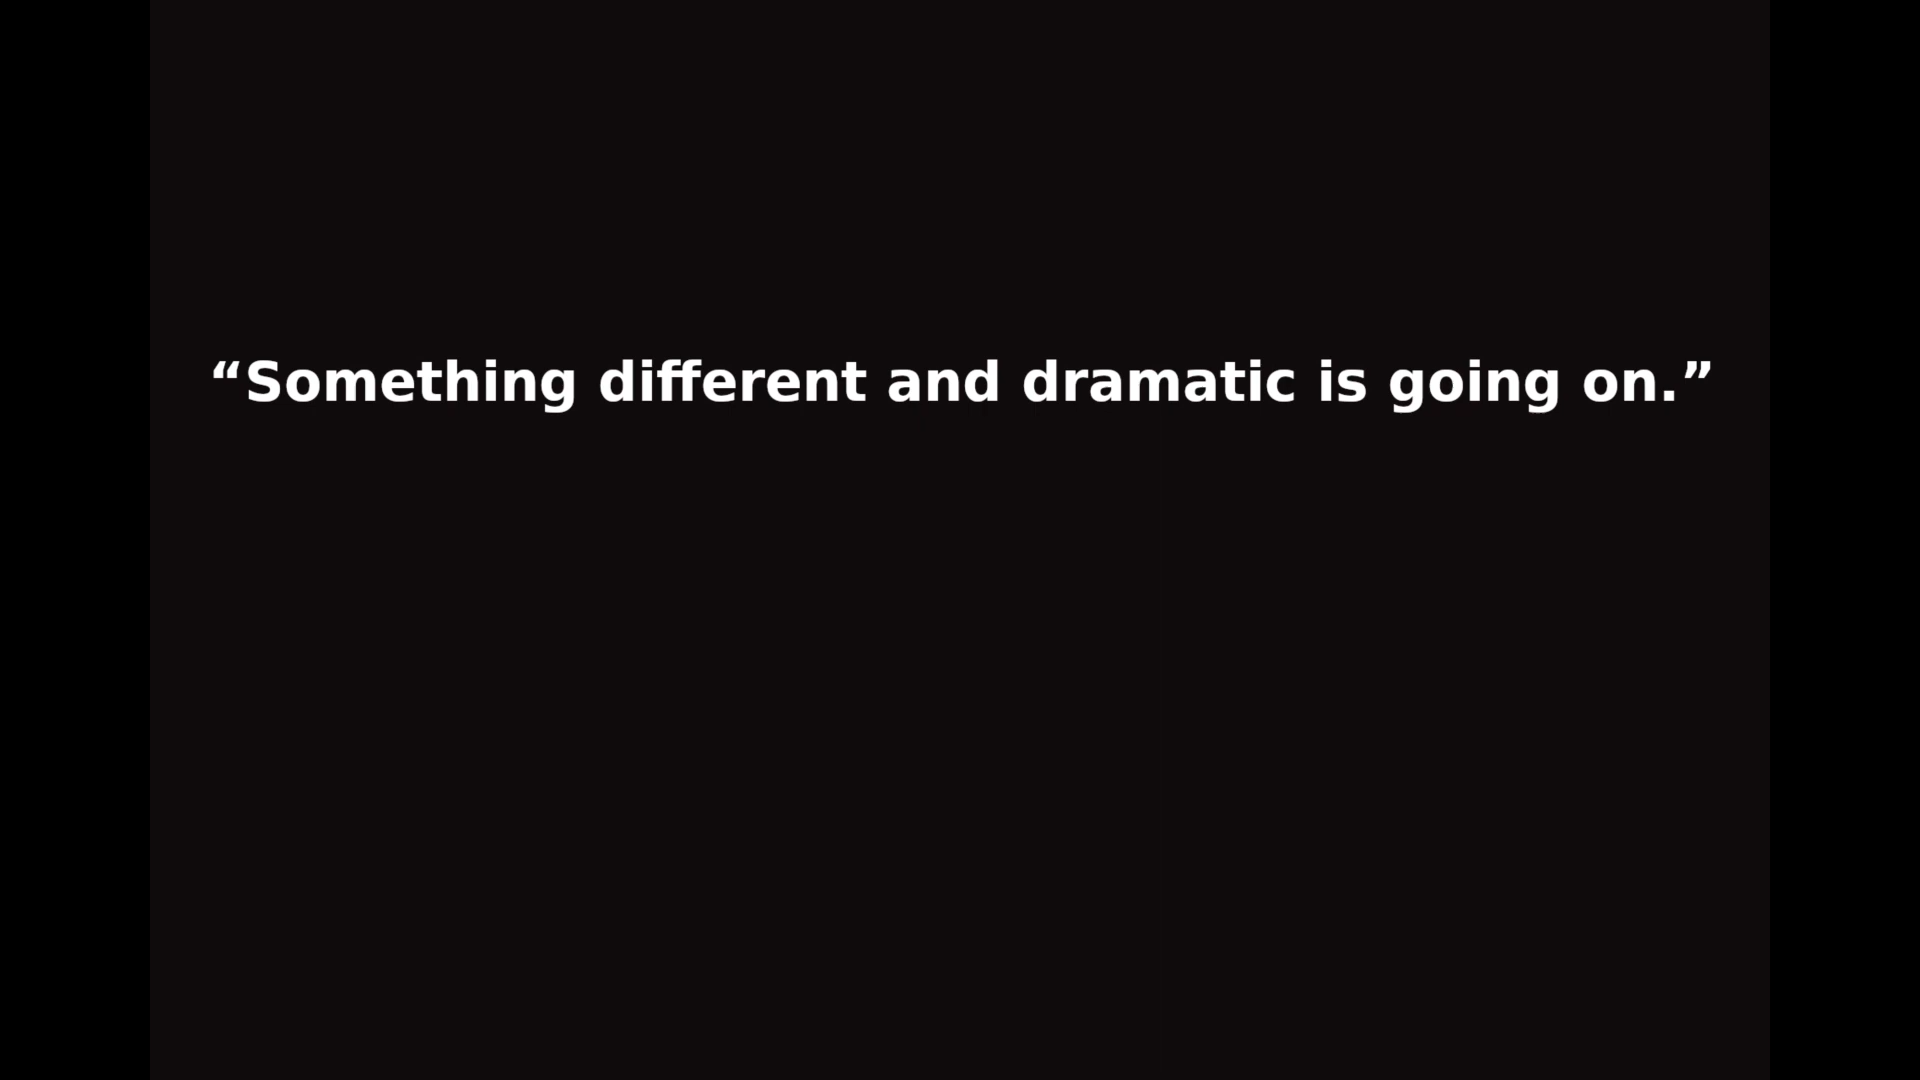 “Something different and dramatic is going on.”